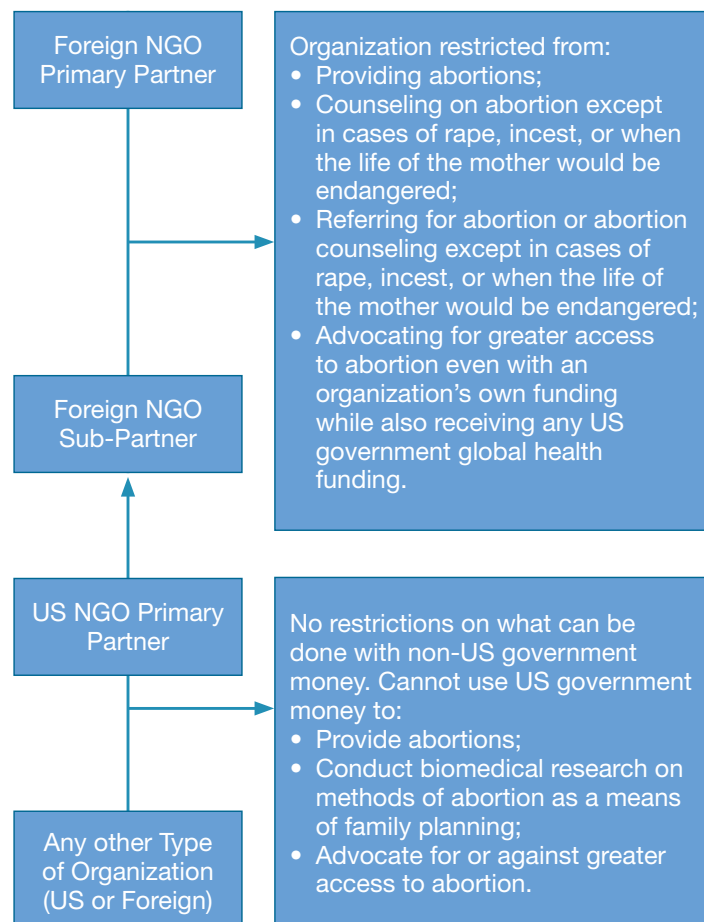 Foreign NGO
Primary Partner
Organization restricted from:
• Providing abortions;
• Counseling on abortion except
in cases of rape, incest, or when
the life of the mother would be
endangered;
• Referring for abortion or abortion
counseling except in cases of
rape, incest, or when the life of
the mother would be endangered;
• Advocating for greater access
to abortion even with an
organization’s own funding
while also receiving any US
government global health
funding.
Foreign NGO
Sub-Partner
US NGO Primary
Partner
No restrictions on what can be
done with non-US government
money. Cannot use US government
money to:
• Provide abortions;
• Conduct biomedical research on
methods of abortion as a means
of family planning;
• Advocate for or against greater
access to abortion.
Any other Type
of Organization
(US or Foreign)